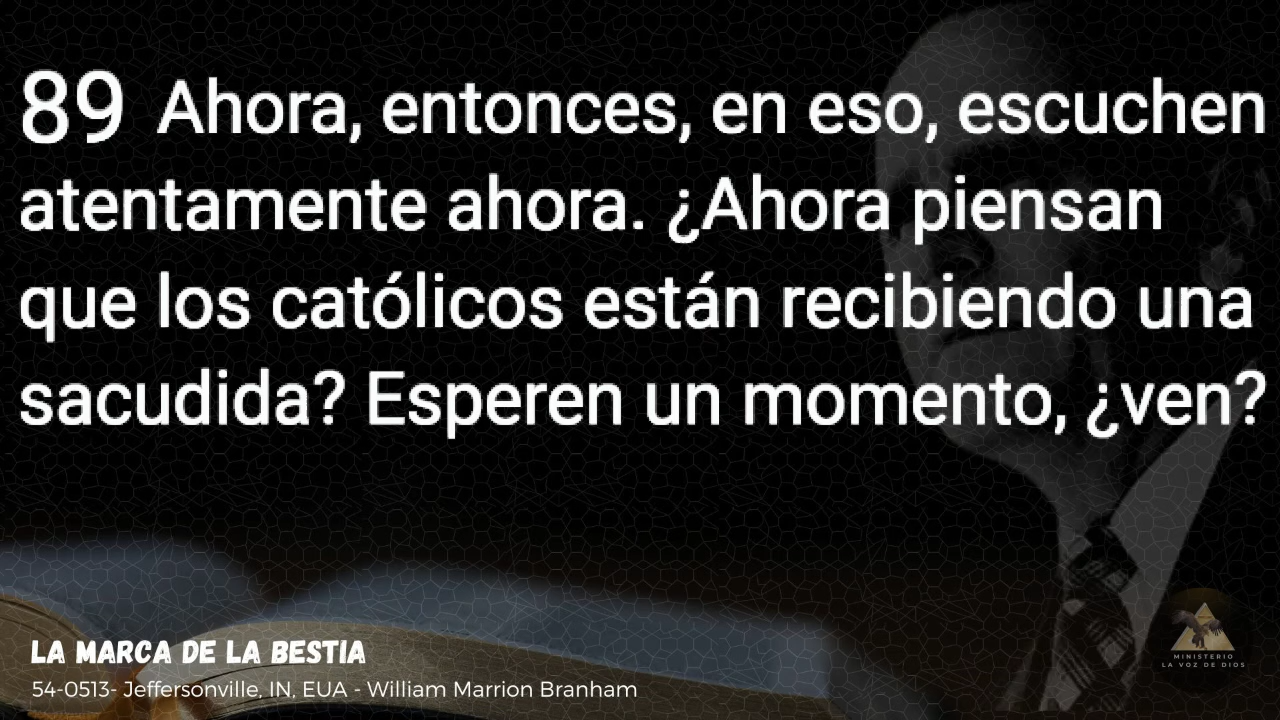 89 Ahora, entonces, en eso, escuchen
atentamente ahora. ¿Ahora piensan
que los católicos están recibiendo una
sacudida? Esperen un momento, ¿ven?
LA MARCA DE LA BESTIA
54-0513- Jeffersonville, IN, EUA - William Marrion Branham
MINISTERIO
LA VOZ DE DIOS